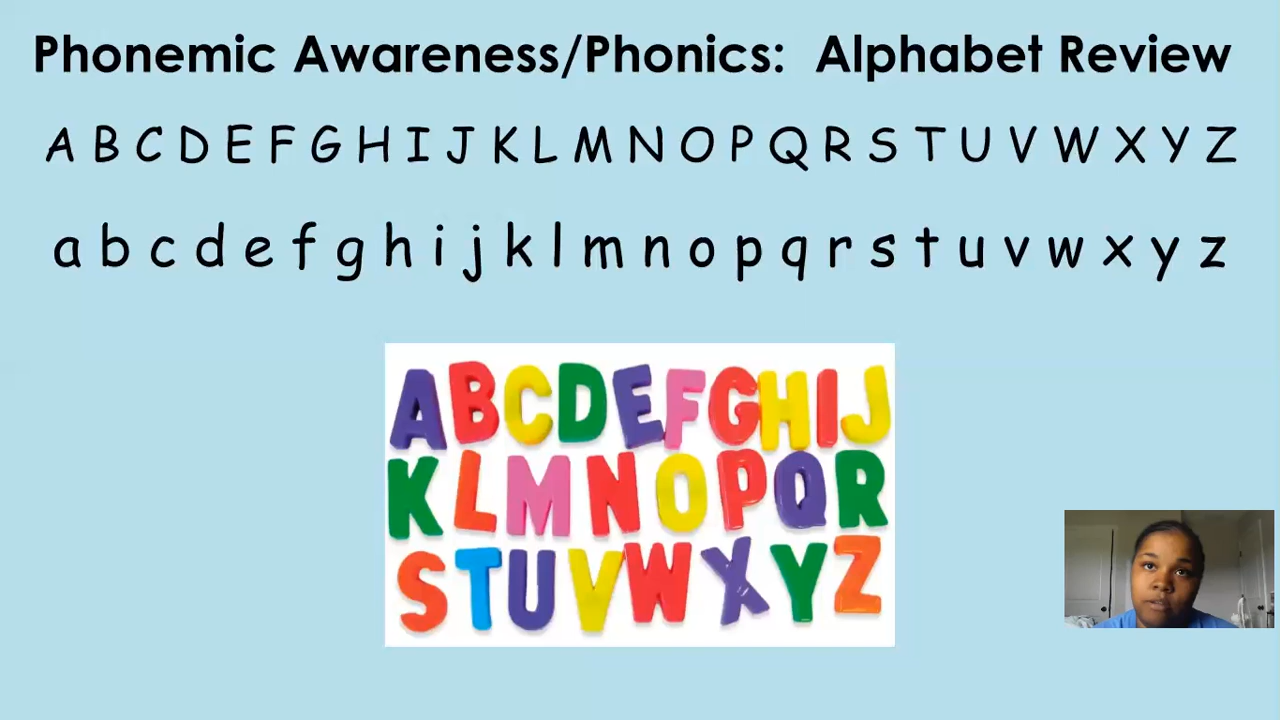 Phonemic Awareness/Phonics: Alphabet Review
A B C D E F G H I J K L M N O P Q R S T U V W X Y Z
a b c d e f g h i j k l m n o p q r s t u v w x y z
ABCDEFGHIJ
KLMNOPQR
STUVWXYZ